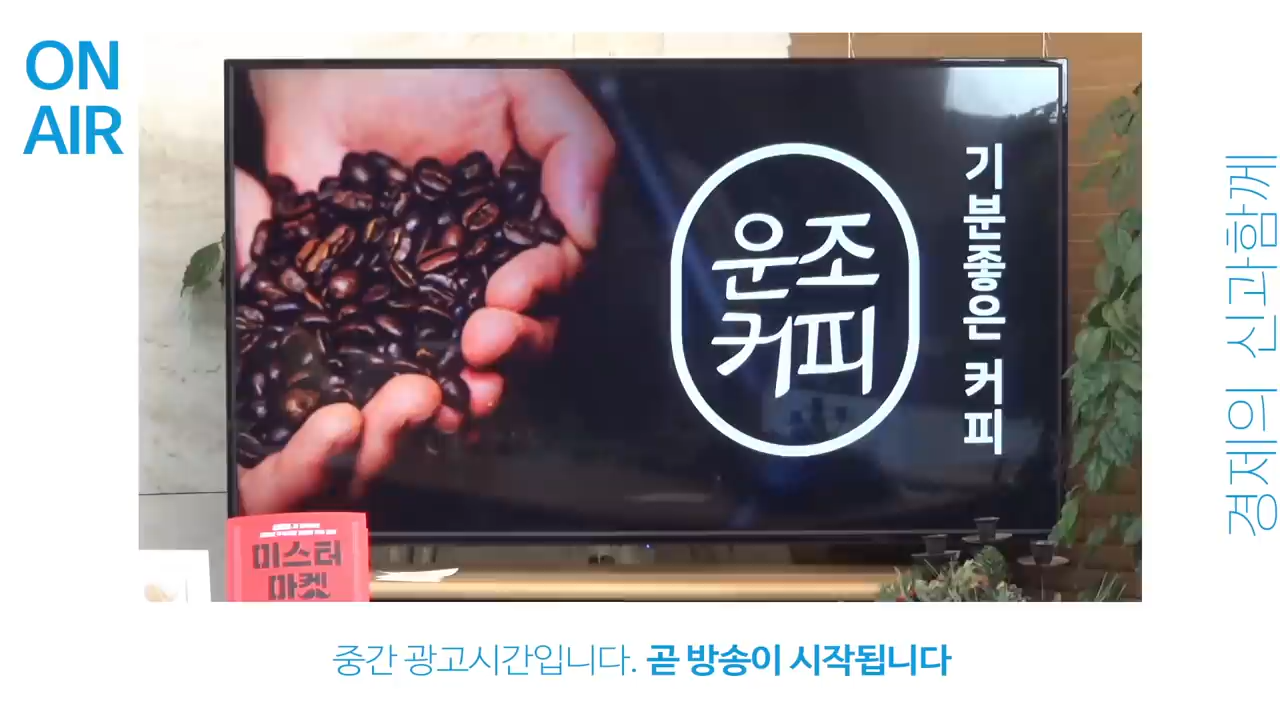 ON
AIR
운조
커피
기분좋은 커피
미스터
마켓
경제의 신과함께
중간 광고시간입니다. 곧 방송이 시작됩니다